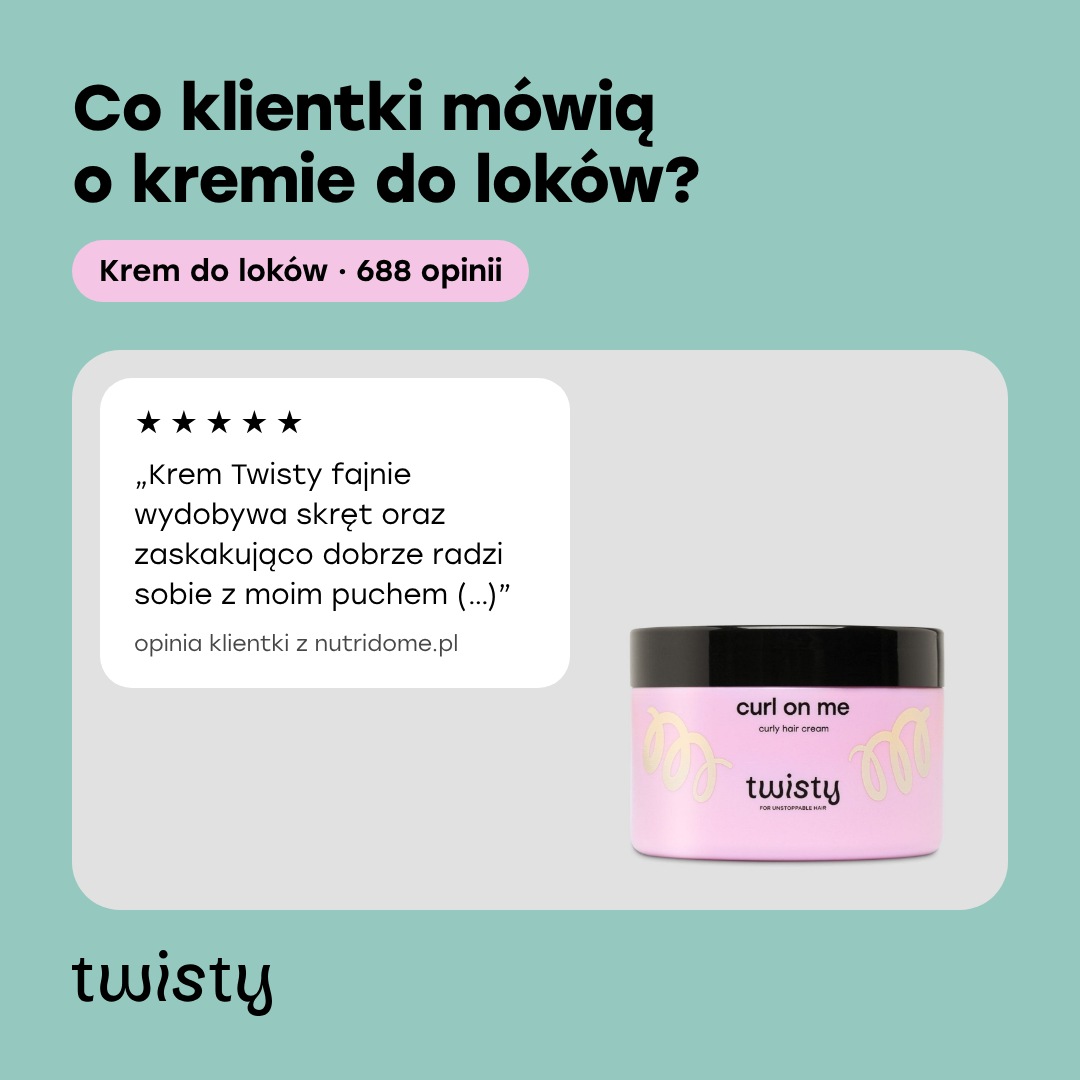 Co klientki mówią
o kremie do loków?
Krem do loków · 688 opinii
★ ★ ★ ★ ★
„Krem Twisty fajnie
wydobywa skręt oraz
zaskakująco dobrze radzi
sobie z moim puchem (...)”
opinia klientki z nutridome.pl
curl on me
curly hair cream
twisty
FOR UNSTOPPABLE HAIR
twisty